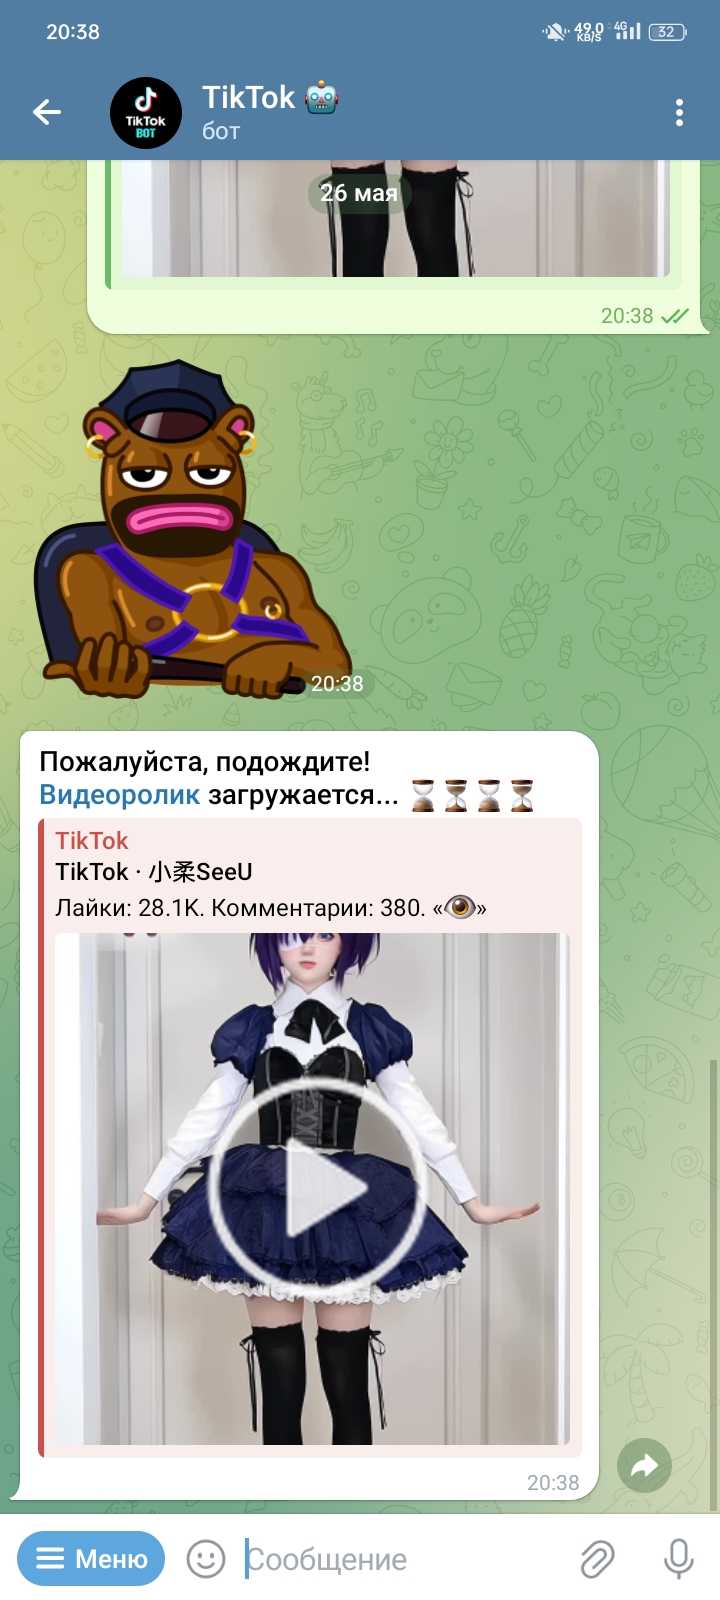 20:38
49.0 KB/S 4G 32
TikTok
BOT
TikTok 🤖
бот
26 мая
20:38
20:38
Пожалуйста, подождите!
Видеоролик загружается... ⏳⏳⏳⏳
TikTok
TikTok · 小柔SeeU
Лайки: 28.1K. Комментарии: 380. «👁»
20:38
Меню
Сообщение